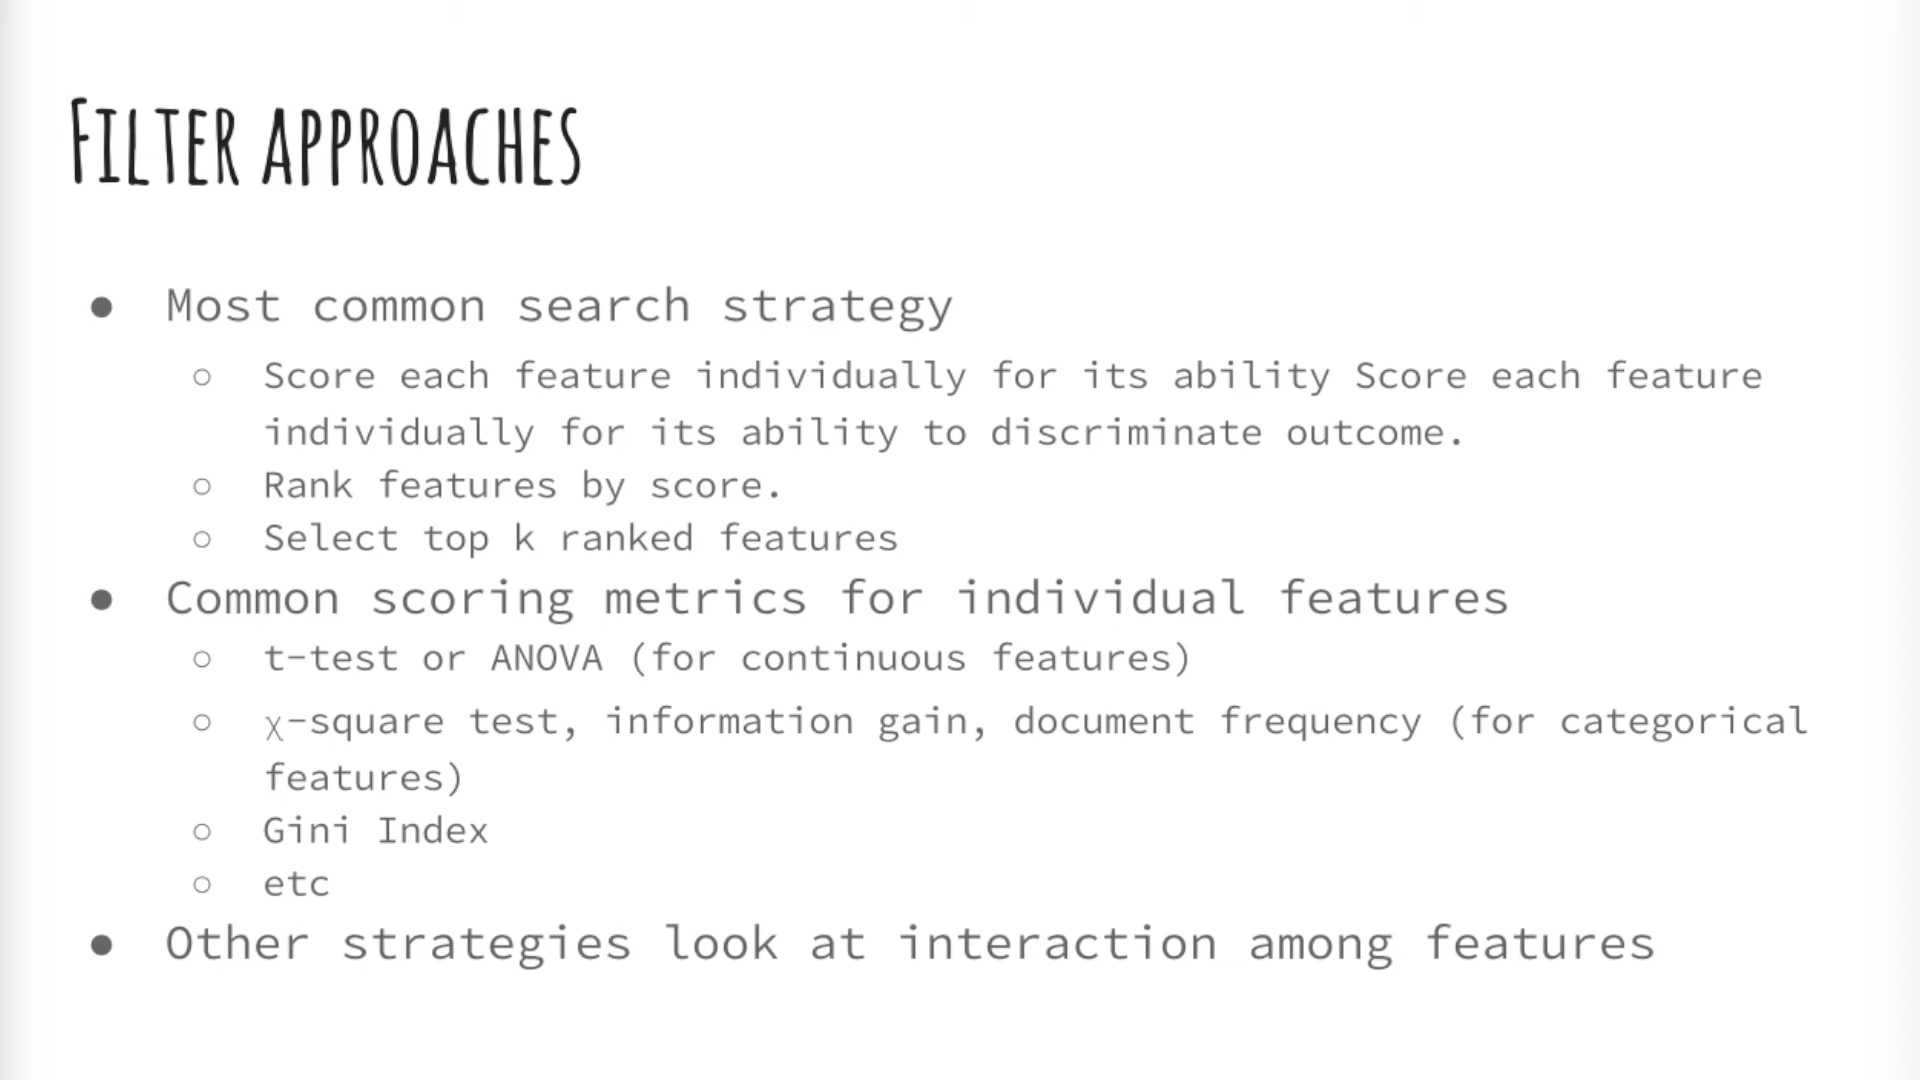 FILTER APPROACHES
● Most common search strategy
○ Score each feature individually for its ability Score each feature
individually for its ability to discriminate outcome.
○ Rank features by score.
○ Select top k ranked features
● Common scoring metrics for individual features
○ t-test or ANOVA (for continuous features)
○ χ-square test, information gain, document frequency (for categorical
features)
○ Gini Index
○ etc
● Other strategies look at interaction among features